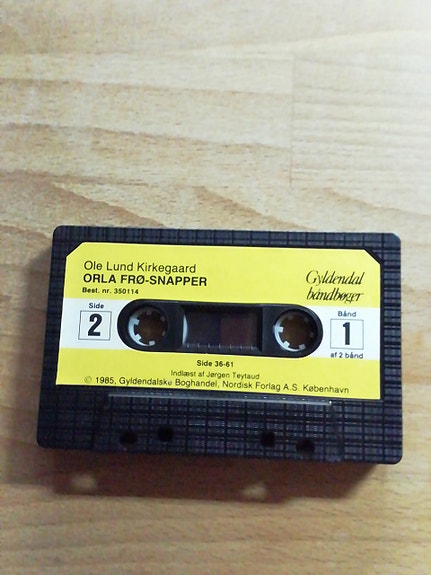 Ole Lund Kirkegaard
ORLA FRØ-SNAPPER
Best. nr. 350114
Gyldendal
båndbøger
Side
2
Bånd
1
af 2 bånd
Side 36-61
Indlæst af Jørgen Teytaud
© 1985, Gyldendalske Boghandel, Nordisk Forlag A.S. København